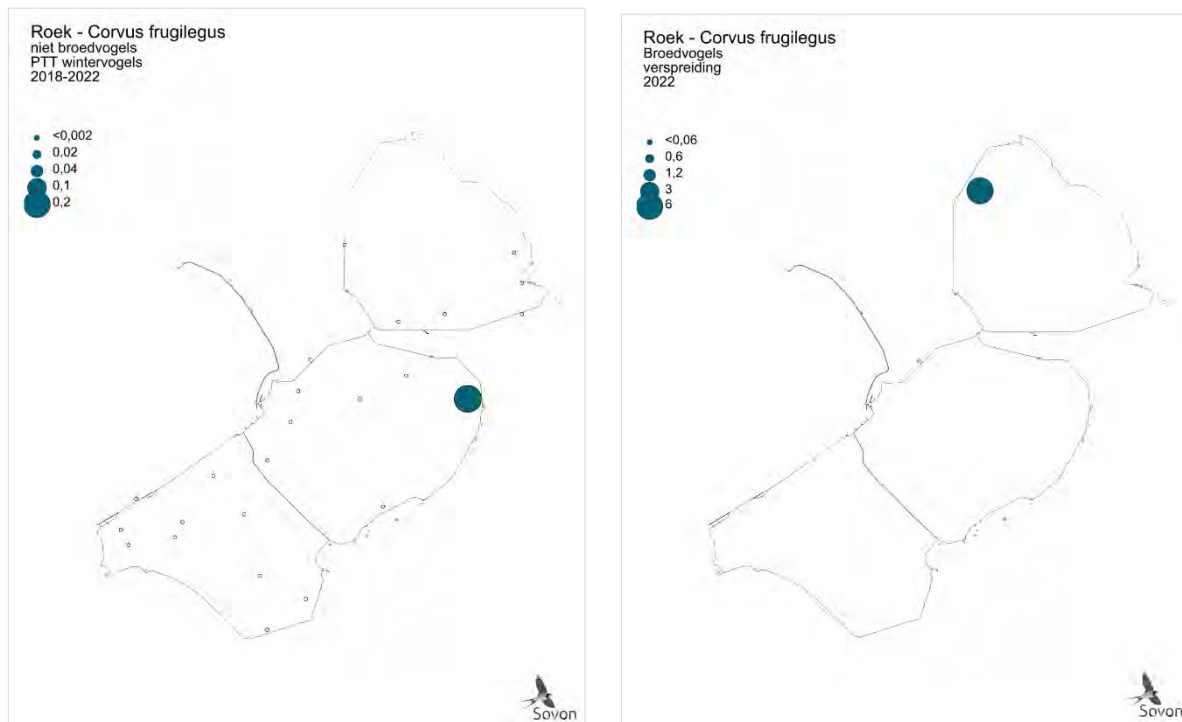 Roek - Corvus frugilegus
niet broedvogels
PTT wintervogels
2018-2022
<0,002
0,02
0,04
0,1
0,2
Sovon
Roek - Corvus frugilegus
Broedvogels
verspreiding
2022
<0,06
0,6
1,2
3
6
Sovon